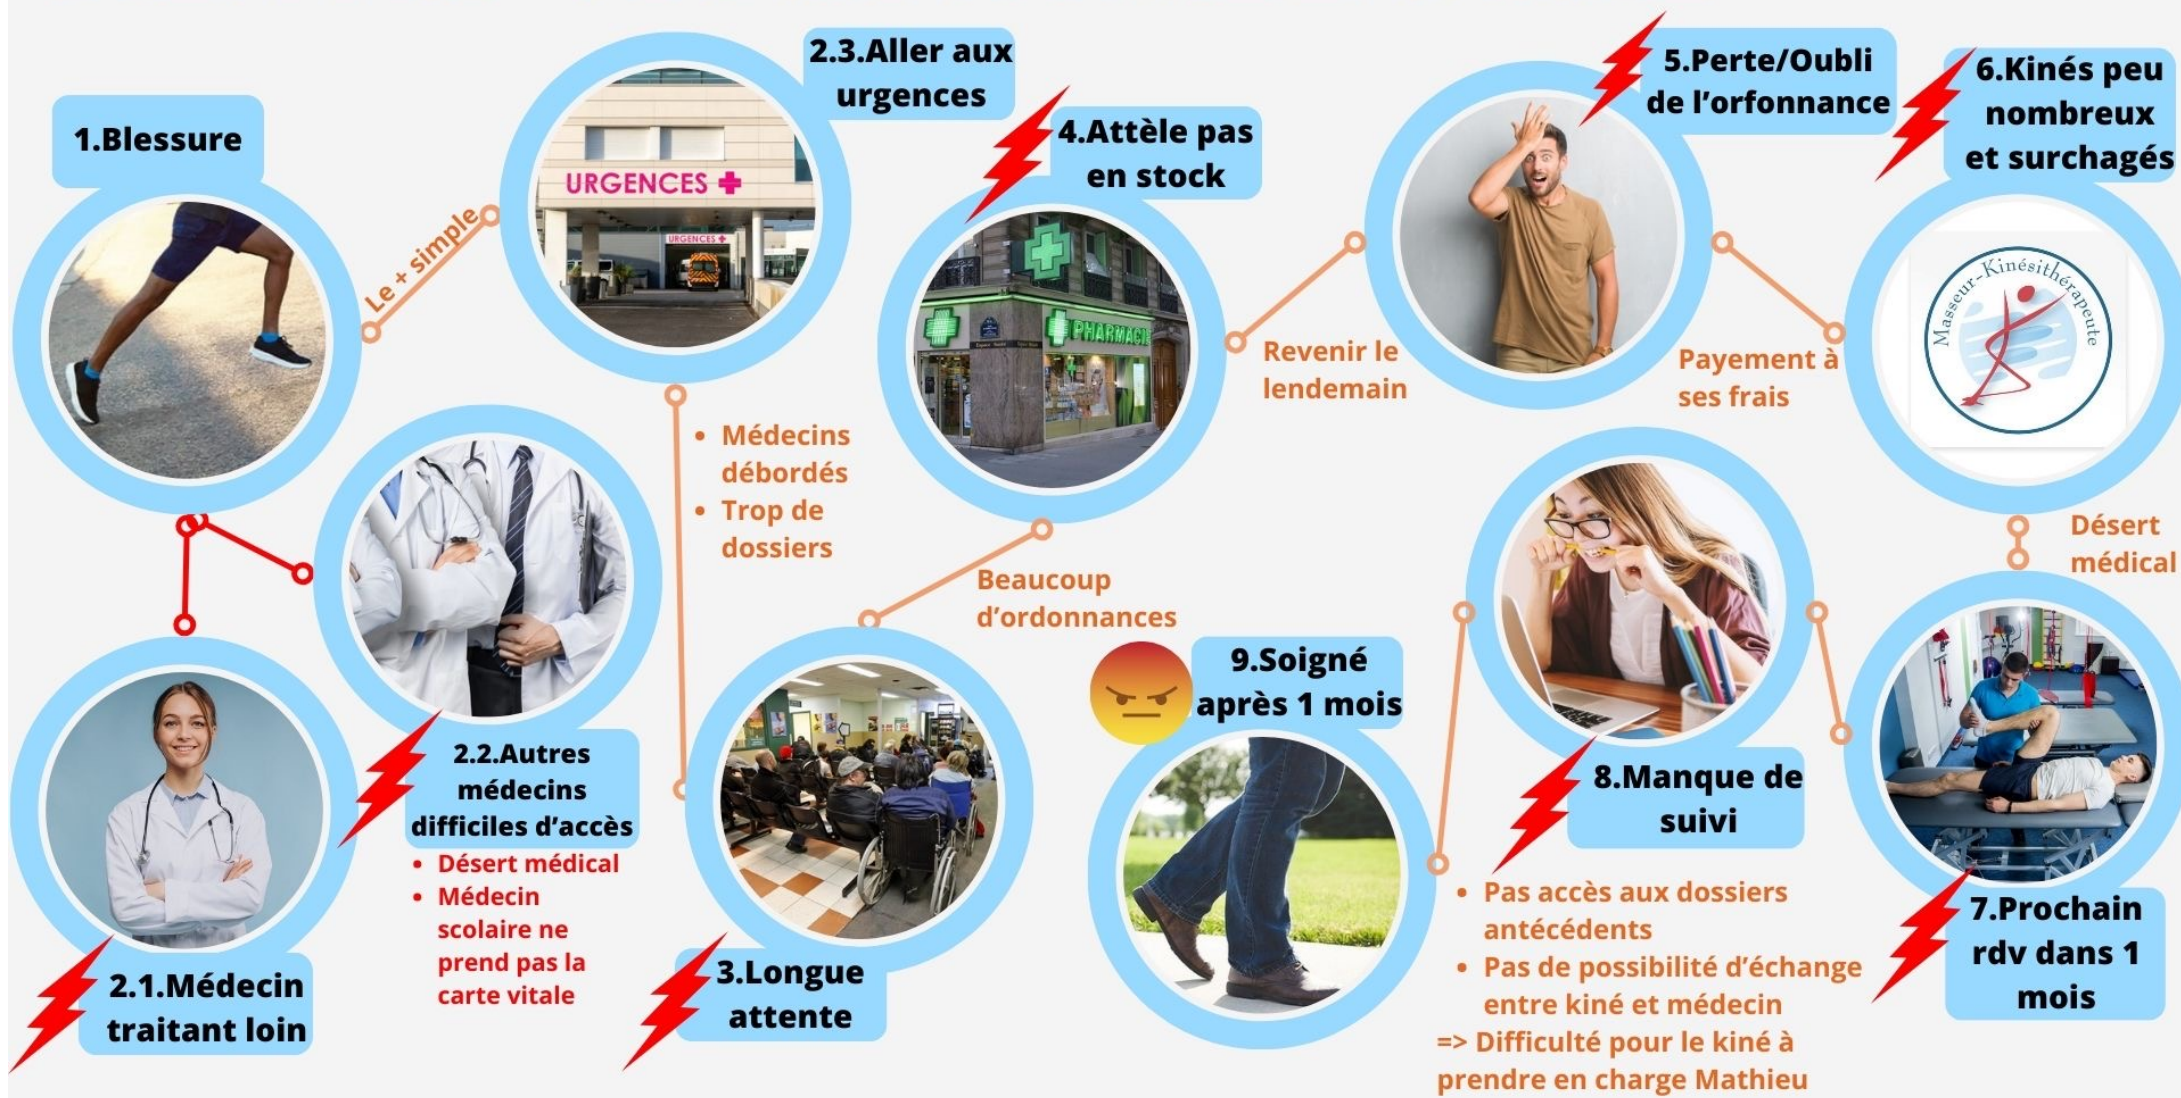 1.Blessure
Le + simple
2.3.Aller aux
urgences
URGENCES
URGENCES
2.1.Médecin
traitant loin
2.2.Autres
médecins
difficiles d'accès
• Désert médical
• Médecin
scolaire ne
prend pas la
carte vitale
• Médecins
débordés
• Trop de
dossiers
3.Longue
attente
Beaucoup
d'ordonnances
4.Attèle pas
en stock
PHARMACIE
Revenir le
lendemain
5.Perte/Oubli
de l'orfonnance
Payement à
ses frais
6.Kinés peu
nombreux
et surchagés
Masseur-Kinésithérapeute
Désert
médical
7.Prochain
rdv dans 1
mois
8.Manque de
suivi
• Pas accès aux dossiers
antécédents
• Pas de possibilité d'échange
entre kiné et médecin
=> Difficulté pour le kiné à
prendre en charge Mathieu
9.Soigné
après 1 mois